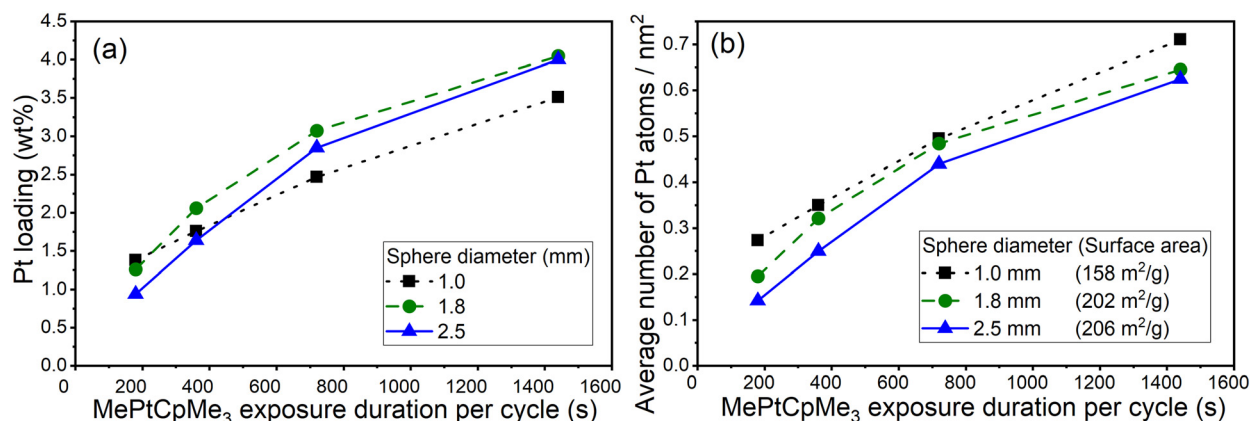 (a)
Pt loading (wt%)
4.5
4.0
3.5
3.0
2.5
2.0
1.5
1.0
0.5
0.0
Sphere diameter (mm)
1.0
1.8
2.5
0 200 400 600 800 1000 1200 1400 1600
MePtCpMe₃ exposure duration per cycle (s)
(b)
Average number of Pt atoms / nm²
0.7
0.6
0.5
0.4
0.3
0.2
0.1
0.0
Sphere diameter (Surface area)
1.0 mm (158 m²/g)
1.8 mm (202 m²/g)
2.5 mm (206 m²/g)
0 200 400 600 800 1000 1200 1400 1600
MePtCpMe₃ exposure duration per cycle (s)